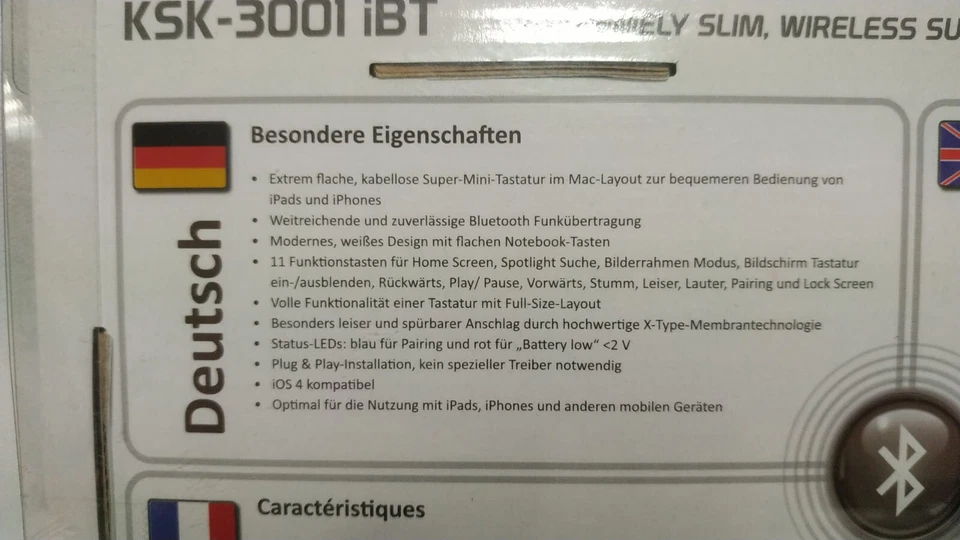 KSK-3001 iBT
SLIM, WIRELESS SU
Besondere Eigenschaften
Deutsch
• Extrem flache, kabellose Super-Mini-Tastatur im Mac-Layout zur bequemeren Bedienung von
iPads und iPhones
• Weitreichende und zuverlässige Bluetooth Funkübertragung
• Modernes, weißes Design mit flachen Notebook-Tasten
• 11 Funktionstasten für Home Screen, Spotlight Suche, Bilderrahmen Modus, Bildschirm Tastatur
ein-/ausblenden, Rückwärts, Play/ Pause, Vorwärts, Stumm, Leiser, Lauter, Pairing und Lock Screen
• Volle Funktionalität einer Tastatur mit Full-Size-Layout
• Besonders leiser und spürbarer Anschlag durch hochwertige X-Type-Membrantechnologie
• Status-LEDs: blau für Pairing und rot für „Battery low“ <2 V
• Plug & Play-Installation, kein spezieller Treiber notwendig
• iOS 4 kompatibel
• Optimal für die Nutzung mit iPads, iPhones und anderen mobilen Geräten
Caractéristiques